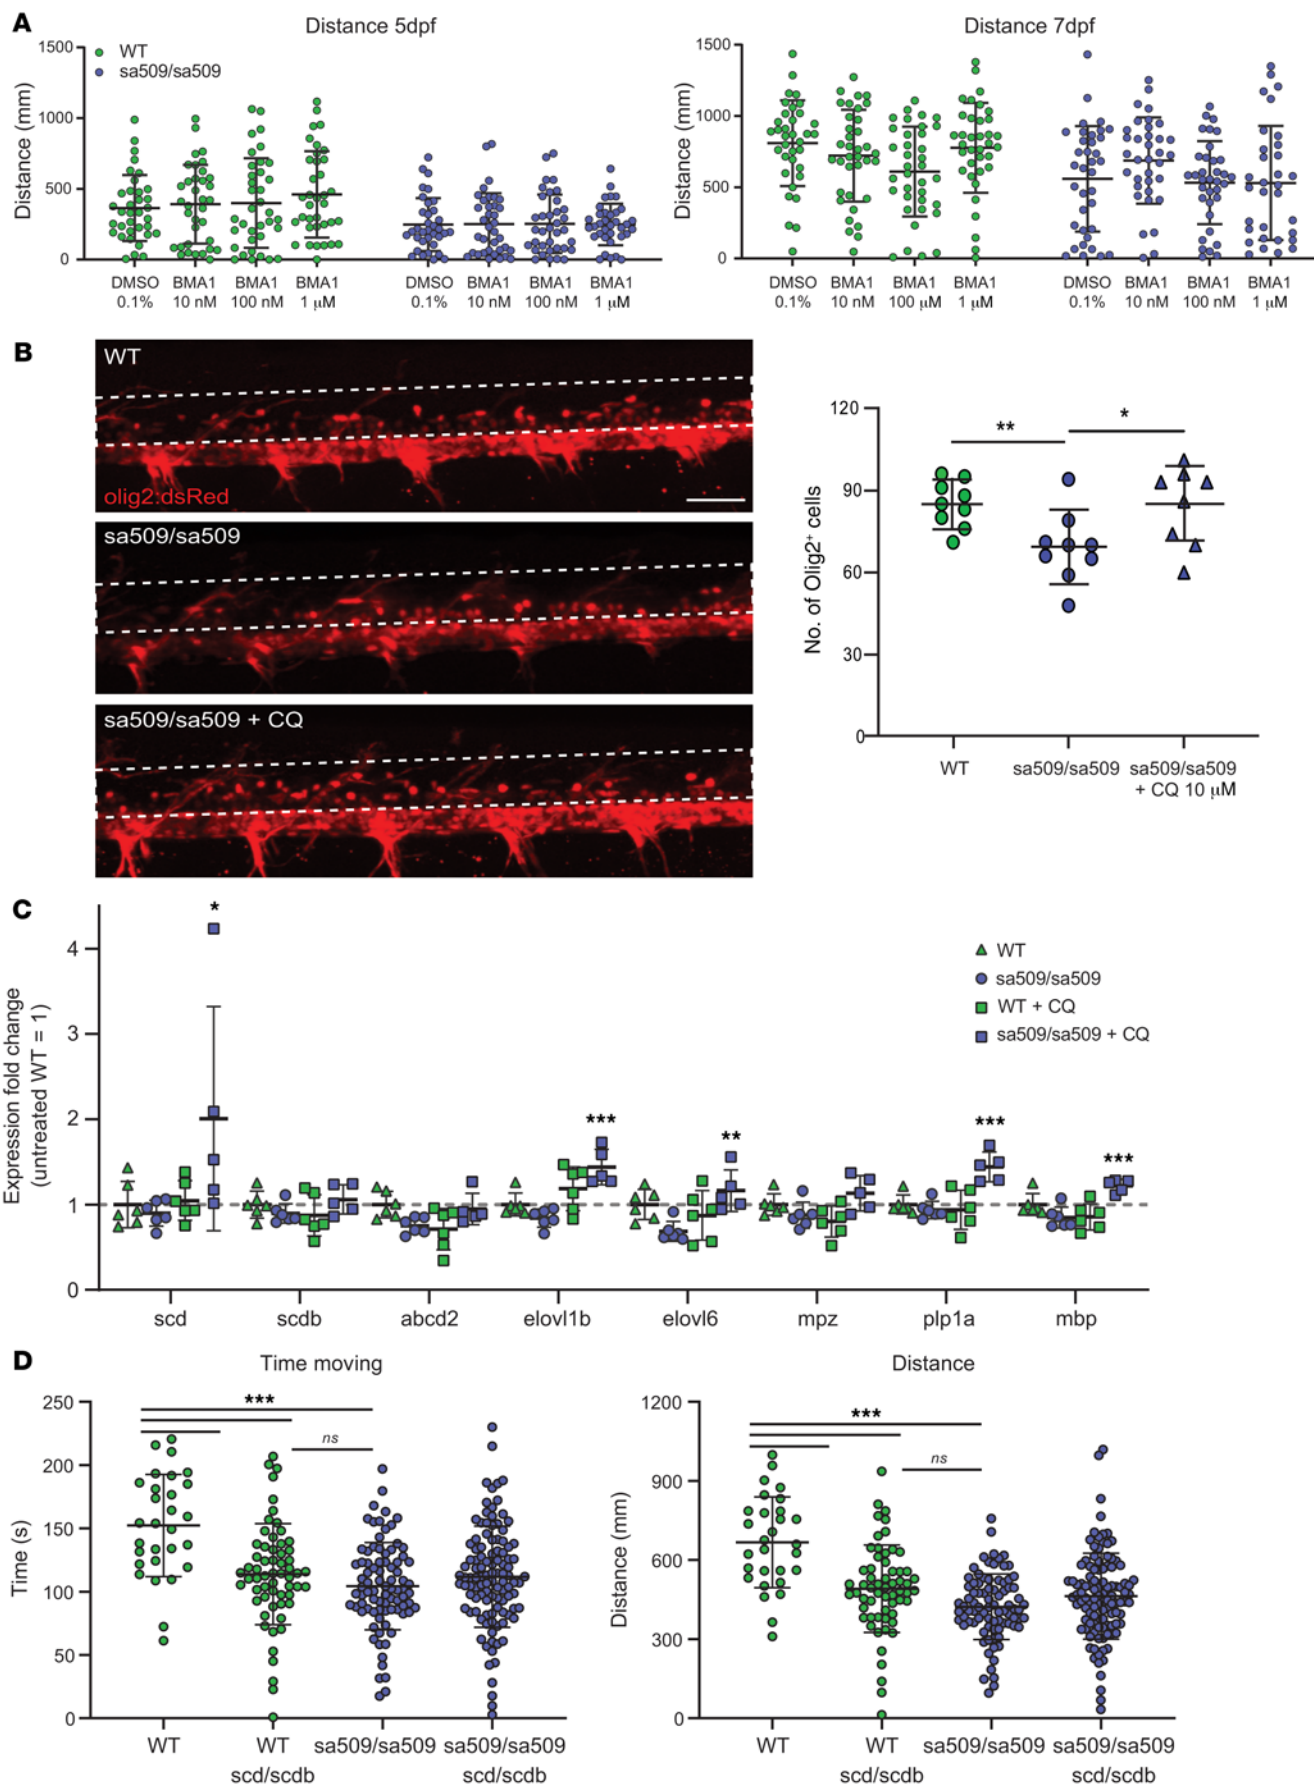 A
Distance 5dpf
WT
sa509/sa509
Distance (mm)
1500
1000
500
0
DMSO 0.1%
BMA1 10 nM
BMA1 100 nM
BMA1 1 μM
DMSO 0.1%
BMA1 10 nM
BMA1 100 nM
BMA1 1 μM
Distance 7dpf
Distance (mm)
1500
1000
500
0
DMSO 0.1%
BMA1 10 nM
BMA1 100 μM
BMA1 1 μM
DMSO 0.1%
BMA1 10 nM
BMA1 100 nM
BMA1 1 μM
B
WT
olig2:dsRed
sa509/sa509
sa509/sa509 + CQ
No. of Olig2+ cells
120
90
60
30
0
**
*
WT
sa509/sa509
sa509/sa509
+ CQ 10 μM
C
Expression fold change
(untreated WT = 1)
4
3
2
1
0
*
***
**
***
***
WT
sa509/sa509
WT + CQ
sa509/sa509 + CQ
scd
scdb
abcd2
elovl1b
elovl6
mpz
plp1a
mbp
D
Time moving
Time (s)
250
200
150
100
50
0
***
ns
WT
WT
scd/scdb
sa509/sa509
sa509/sa509
scd/scdb
Distance
Distance (mm)
1200
900
600
300
0
***
ns
WT
WT
scd/scdb
sa509/sa509
sa509/sa509
scd/scdb